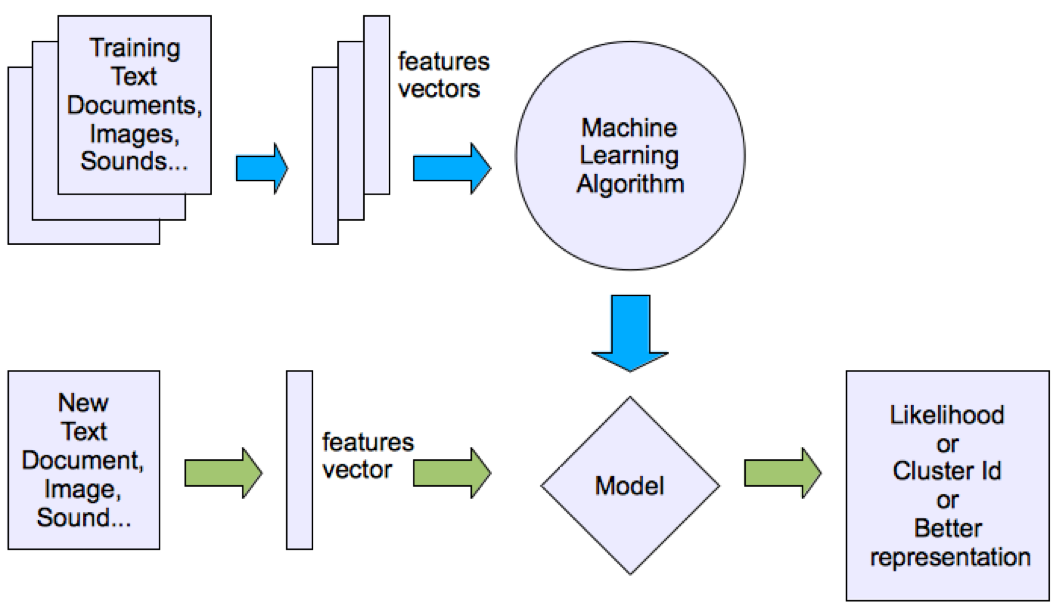 Training
Text
Documents,
Images,
Sounds...
features
vectors
Machine
Learning
Algorithm
New
Text
Document,
Image,
Sound...
features
vector
Model
Likelihood
or
Cluster Id
or
Better
representation